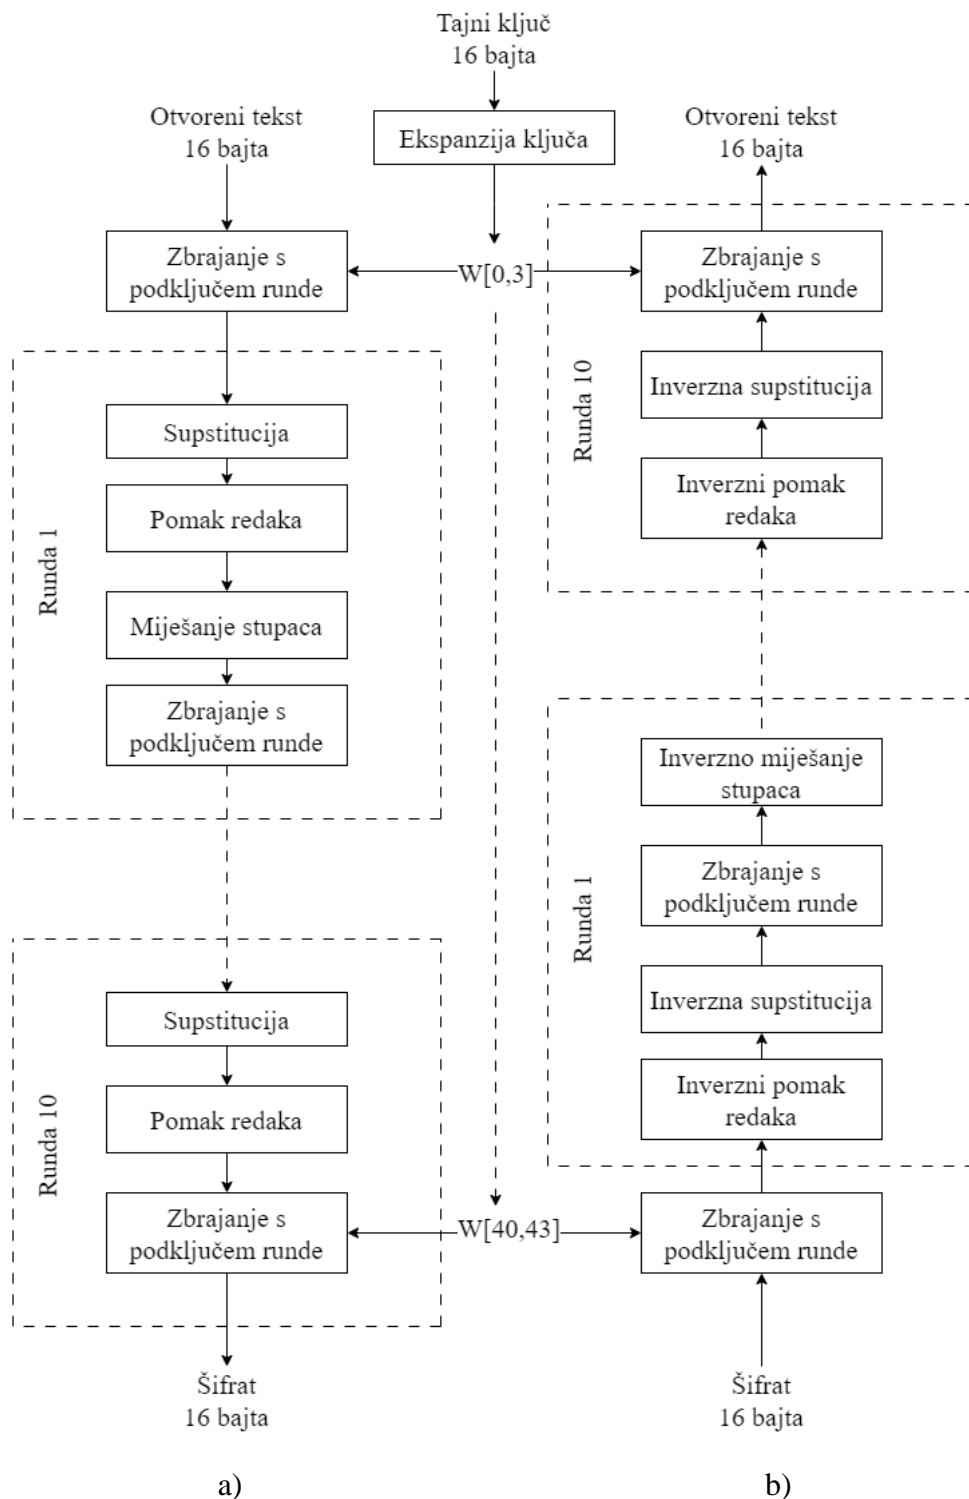 Tajni ključ
16 bajta
Ekspanzija ključa
Otvoreni tekst
16 bajta
Zbrajanje s
podključem runde
W[0,3]
Runda 1
Supstitucija
Pomak redaka
Miješanje stupaca
Zbrajanje s
podključem runde
Runda 10
Supstitucija
Pomak redaka
Zbrajanje s
podključem runde
W[40,43]
Šifrat
16 bajta
a)
Otvoreni tekst
16 bajta
Runda 10
Zbrajanje s
podključem runde
Inverzna supstitucija
Inverzni pomak
redaka
Runda 1
Inverzno miješanje
stupaca
Zbrajanje s
podključem runde
Inverzna supstitucija
Inverzni pomak
redaka
Zbrajanje s
podključem runde
Šifrat
16 bajta
b)